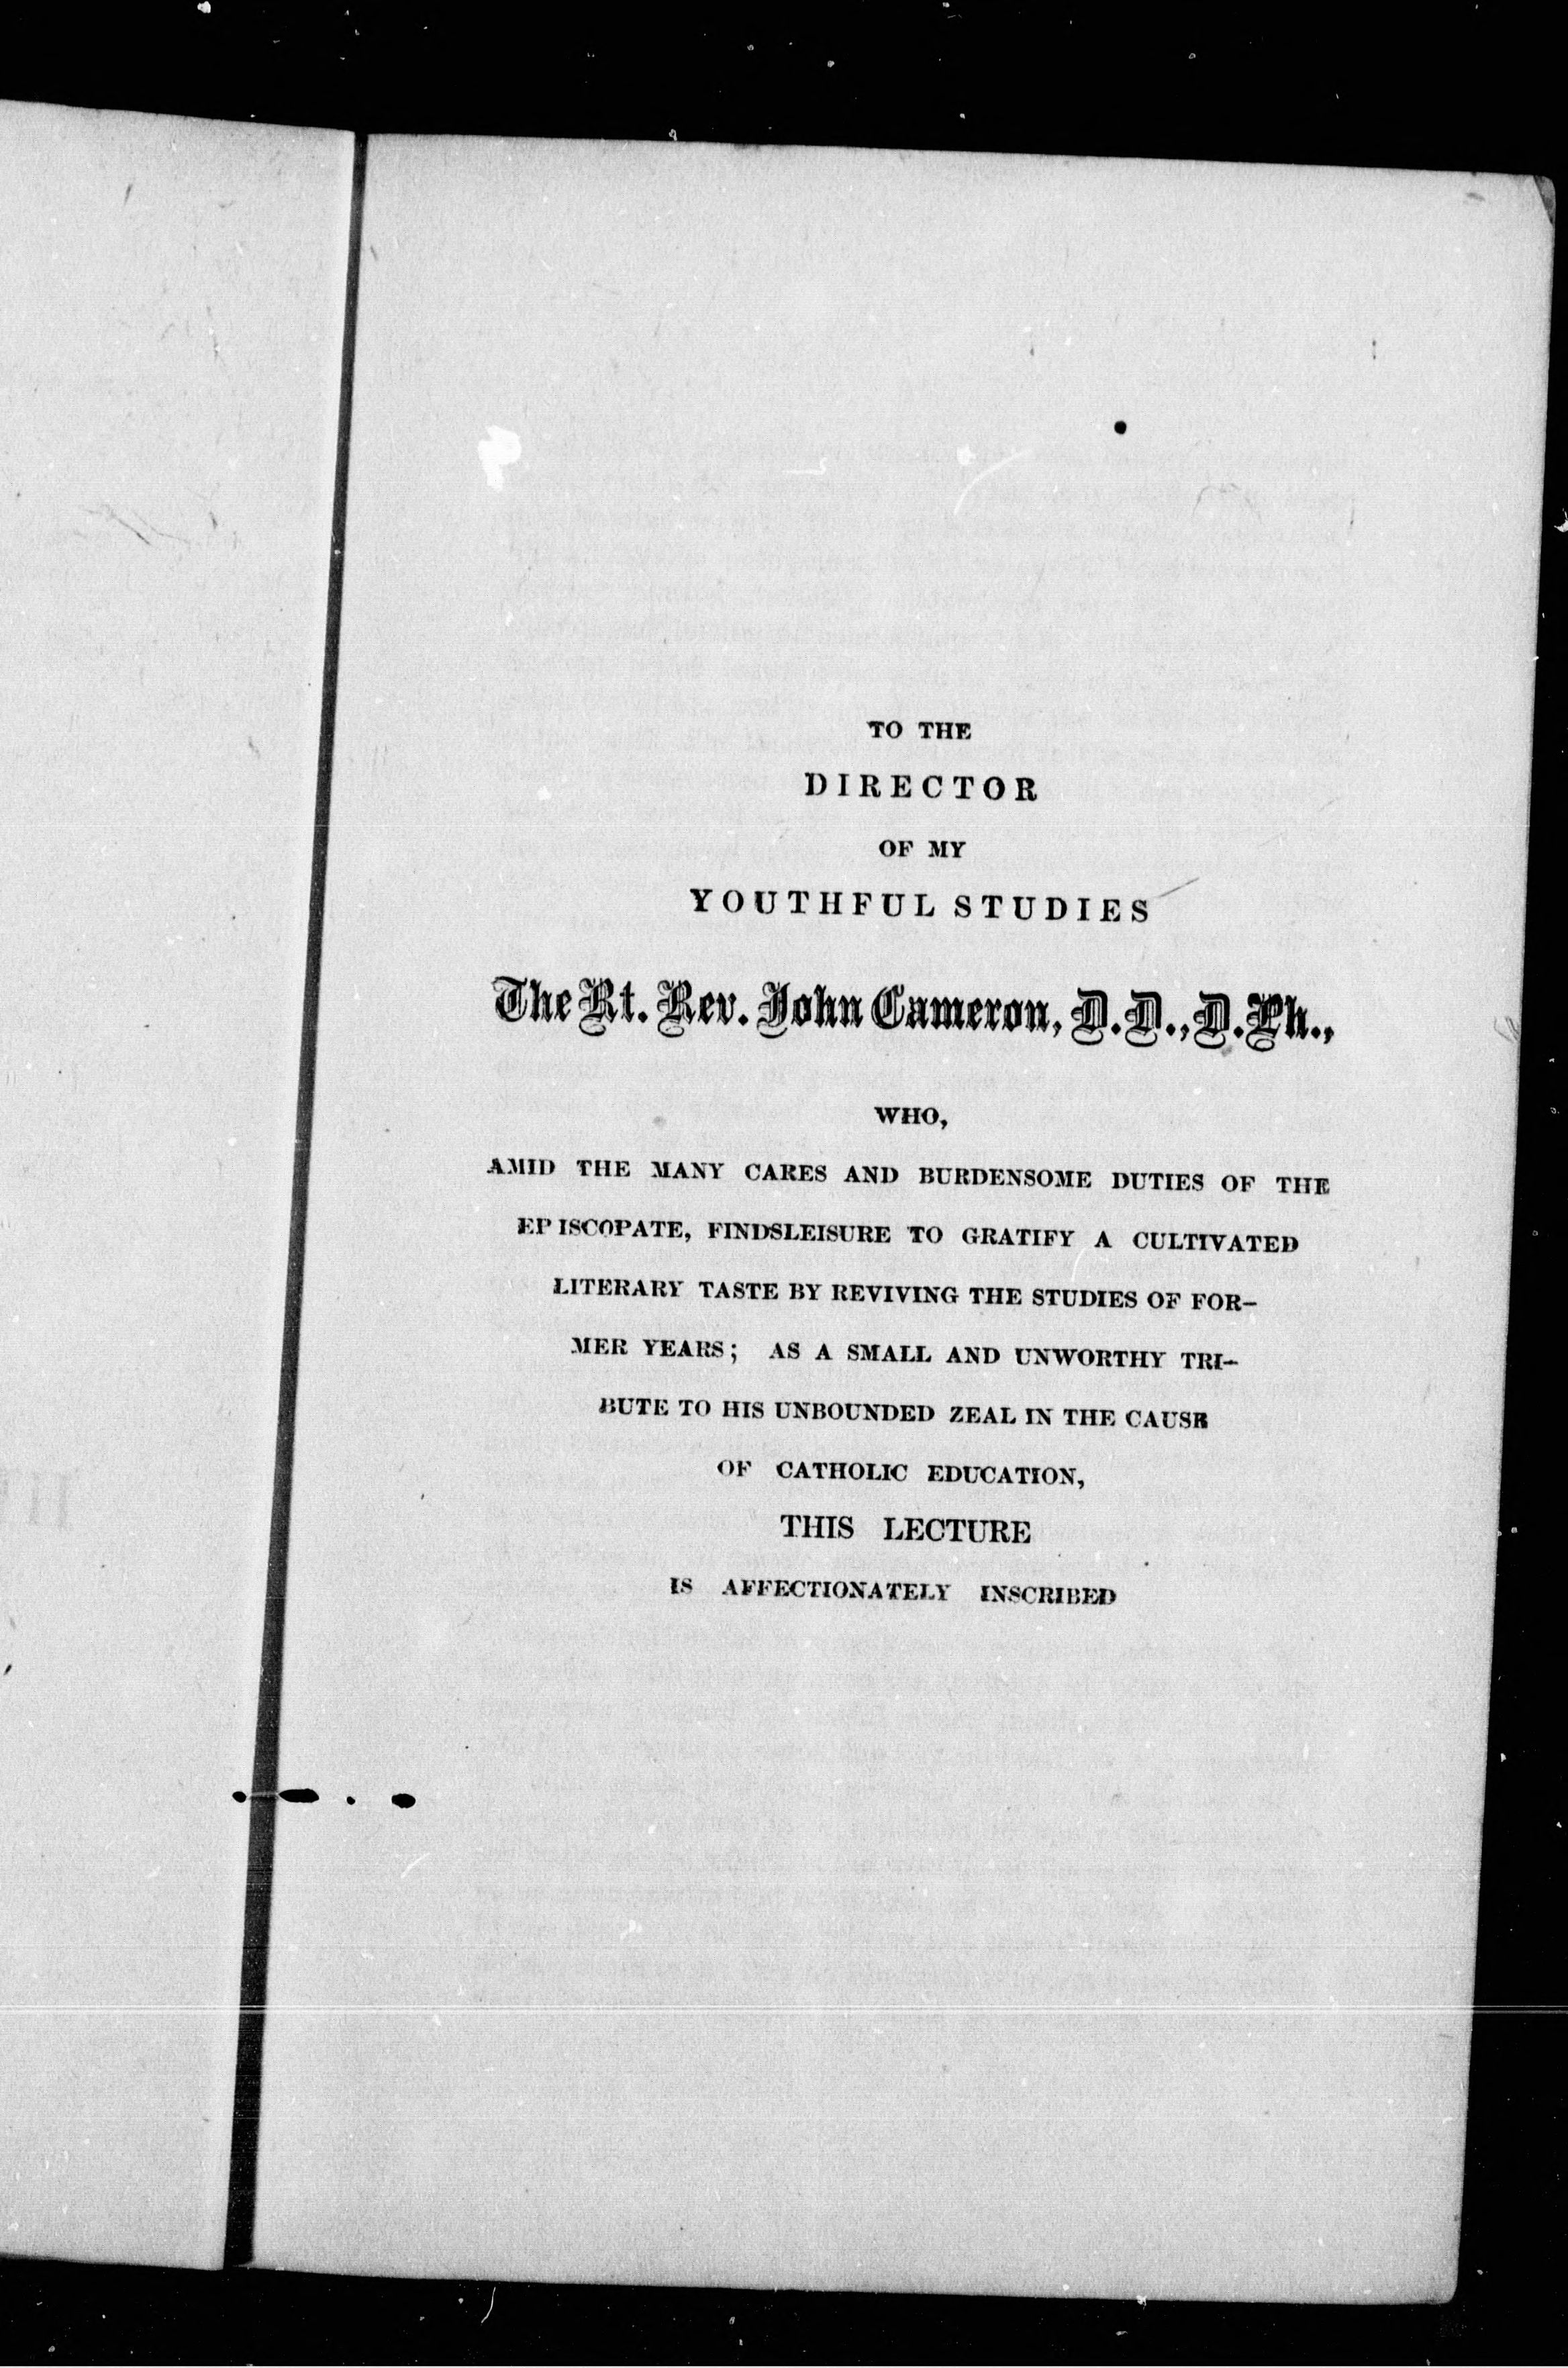 TO THE
DIRECTOR
OF MY
YOUTHFUL STUDIES
The Rt. Rev. John Cameron, D.D., D.Ph.,
WHO,
AMID THE MANY CARES AND BURDENSOME DUTIES OF THE
EPISCOPATE, FINDSLEISURE TO GRATIFY A CULTIVATED
LITERARY TASTE BY REVIVING THE STUDIES OF FOR-
MER YEARS; AS A SMALL AND UNWORTHY TRI-
BUTE TO HIS UNBOUNDED ZEAL IN THE CAUSE
OF CATHOLIC EDUCATION,
THIS LECTURE
IS AFFECTIONATELY INSCRIBED